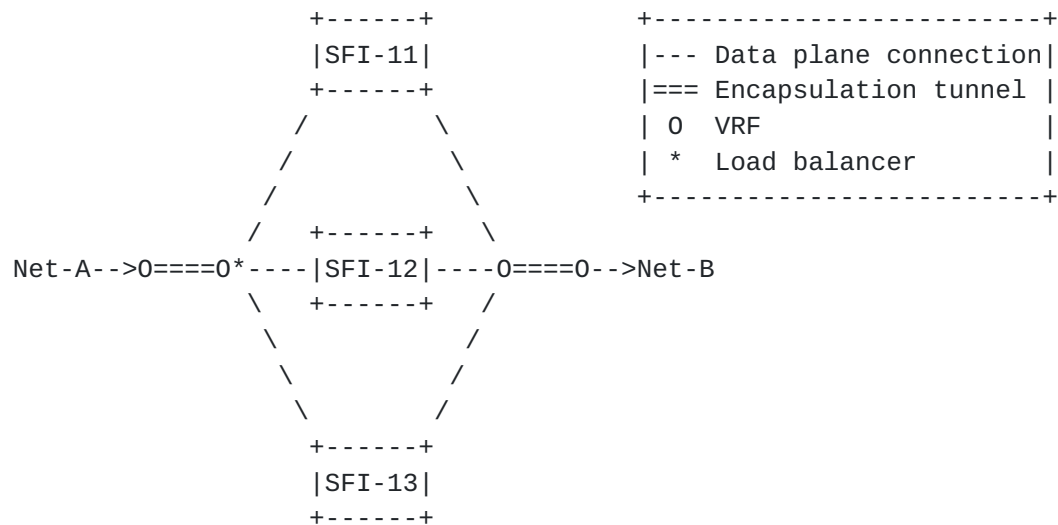 +------+             +-------------------------+
                   |SFI-11|             |--- Data plane connection|
                   +------+             |=== Encapsulation tunnel |
                  /        \            | O  VRF                  |
                 /          \           | *  Load balancer        |
                /            \          +-------------------------+
               /   +------+   \
Net-A-->O====O*----|SFI-12|----O====O-->Net-B
               \   +------+   /
                \            /
                 \          /
                  \        /
                   +------+
                   |SFI-13|
                   +------+